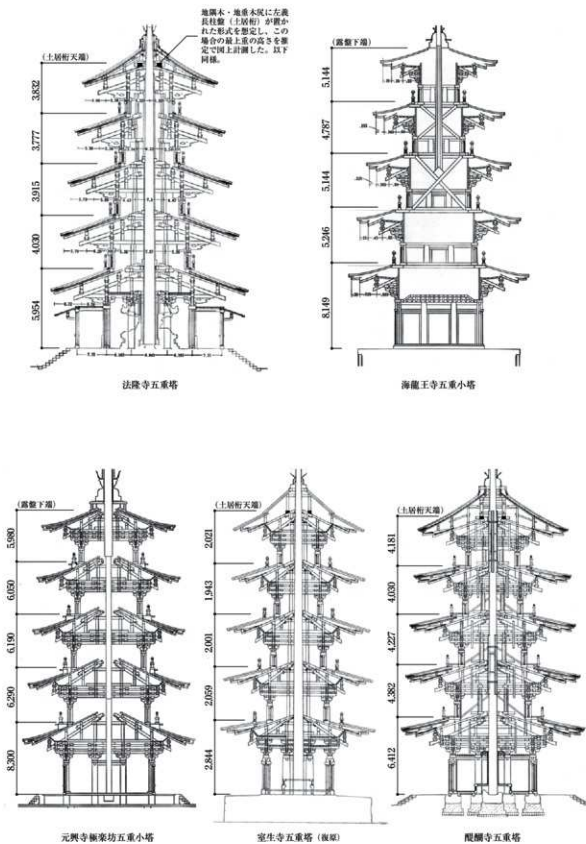 地隅木・地垂木尻に左義
長柱盤（土居桁）が置か
れた形式を想定し、この
場合の最上重の高さを推
定で図上計測した。以下
同様。
（土居桁天端）
3.832
3.777
3.915
4.030
5.954
法隆寺五重塔
（露盤下端）
5.144
4.787
5.144
5.246
8.149
海龍王寺五重小塔
（露盤下端）
5.980
6.050
6.190
6.290
8.300
元興寺極楽坊五重小塔
（土居桁天端）
2.021
1.943
2.001
2.059
2.844
室生寺五重塔（復原）
（土居桁天端）
4.181
4.030
4.227
4.382
6.412
醍醐寺五重塔